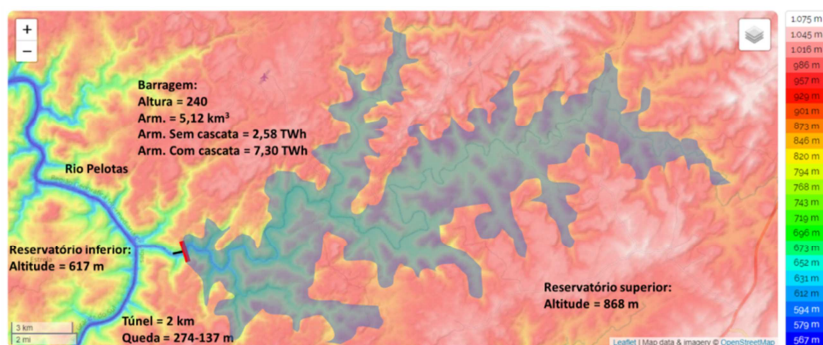 +
−
Barragem:
Altura = 240
Arm. = 5,12 km³
Arm. Sem cascata = 2,58 TWh
Arm. Com cascata = 7,30 TWh
Rio Pelotas
Reservatório inferior:
Altitude = 617 m
Reservatório superior:
Altitude = 868 m
Túnel = 2 km
Queda = 274-137 m
3 km
2 mi
Leaflet | Map data & imagery © OpenStreetMap
1.075 m
1.045 m
1.016 m
986 m
957 m
929 m
901 m
873 m
846 m
820 m
794 m
768 m
743 m
719 m
696 m
673 m
652 m
631 m
612 m
594 m
579 m
567 m